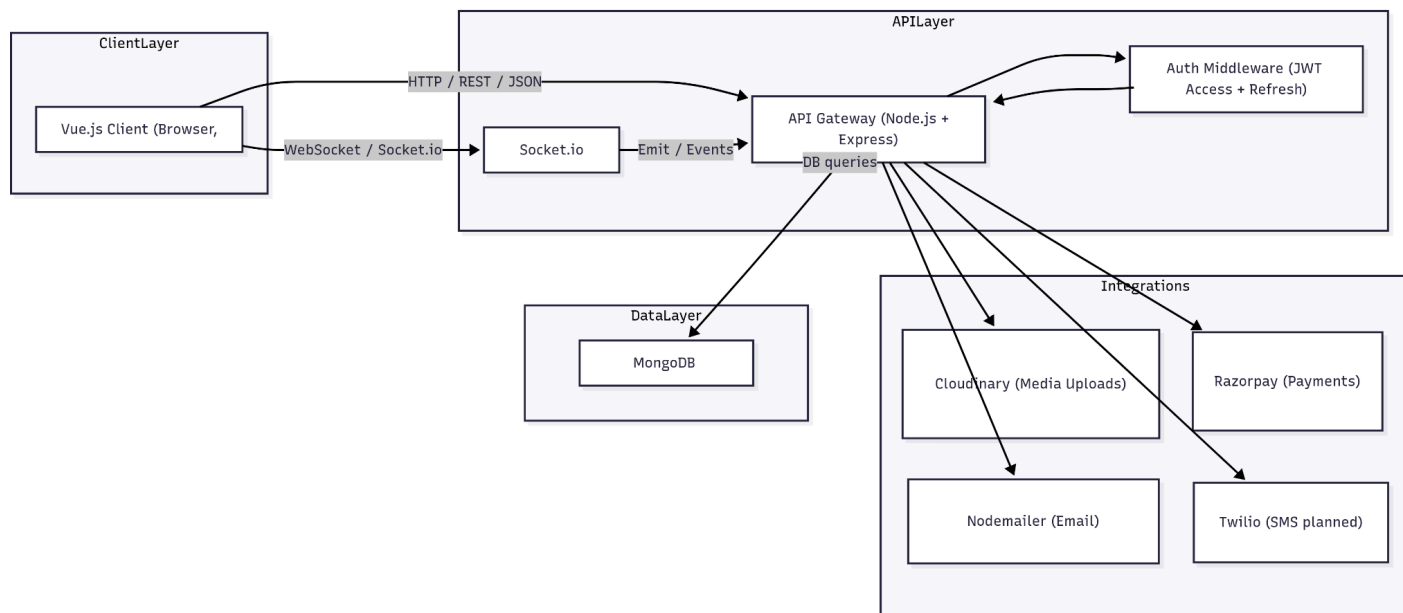 APILayer
ClientLayer
Auth Middleware (JWT
Access + Refresh)
HTTP / REST / JSON
Vue.js Client (Browser,
API Gateway (Node.js +
Express)
WebSocket / Socket.io
Socket.io
Emit / Events
DB queries
Integrations
DataLayer
MongoDB
Cloudinary (Media Uploads)
Razorpay (Payments)
Nodemailer (Email)
Twilio (SMS planned)